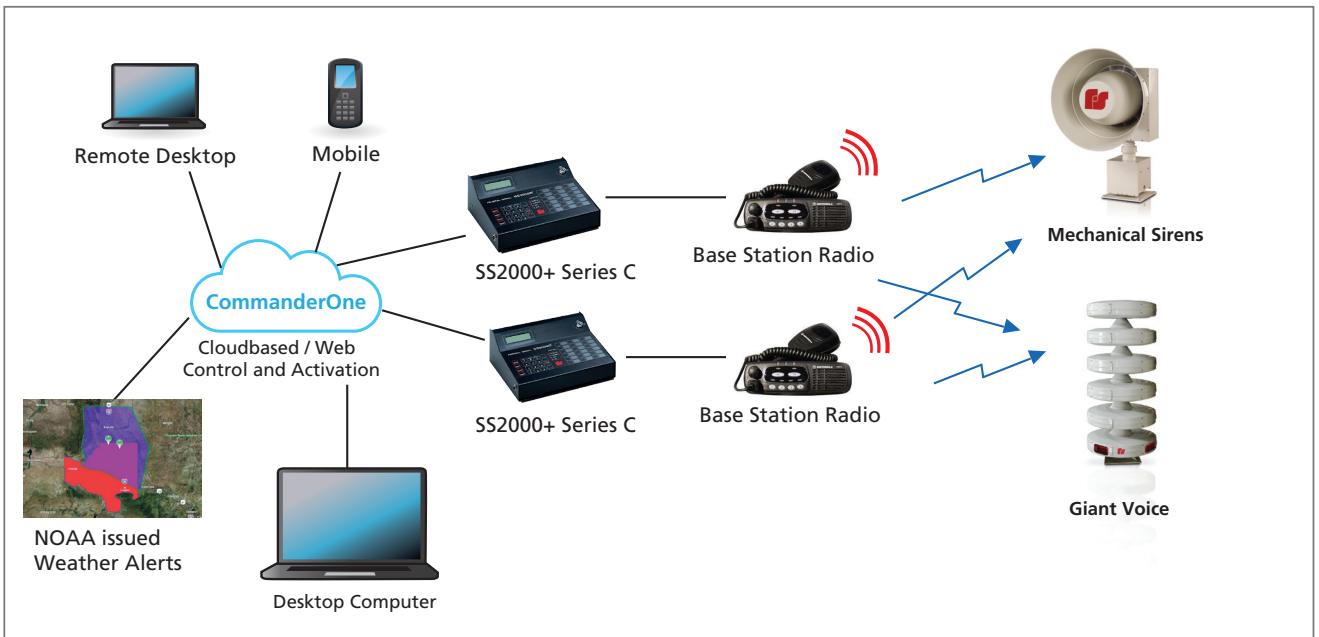 Remote Desktop
Mobile
SS2000+ Series C
Base Station Radio
Mechanical Sirens
CommanderOne
Cloudbased / Web
Control and Activation
SS2000+ Series C
Base Station Radio
Giant Voice
NOAA issued
Weather Alerts
Desktop Computer